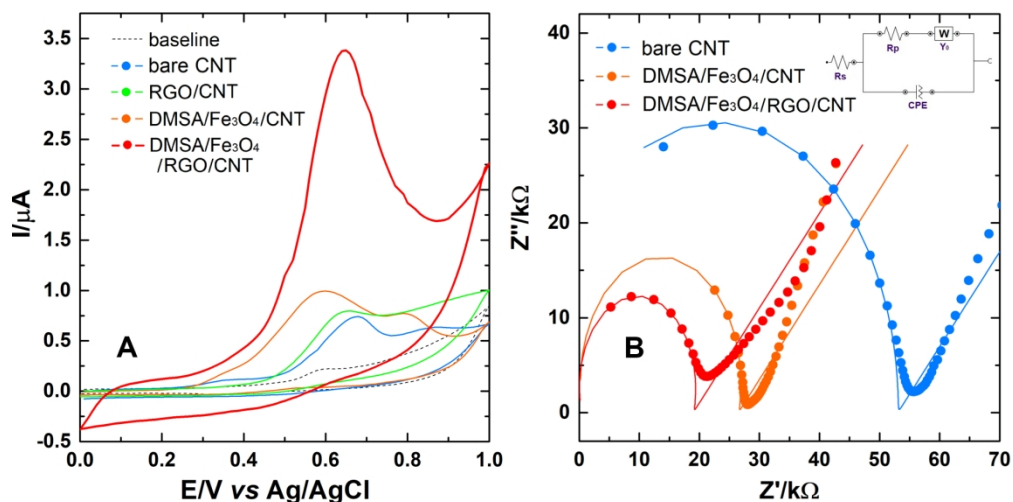 4.0
3.5
3.0
2.5
2.0
1.5
1.0
0.5
0.0
-0.5
I/μA
baseline
bare CNT
RGO/CNT
DMSA/Fe₃O₄/CNT
DMSA/Fe₃O₄
/RGO/CNT
A
0.0 0.2 0.4 0.6 0.8 1.0
E/V vs Ag/AgCl
40
30
20
10
0
Z''/kΩ
bare CNT
DMSA/Fe₃O₄/CNT
DMSA/Fe₃O₄/RGO/CNT
Rs
Rp
W
Y₀
CPE
B
0 10 20 30 40 50 60 70
Z'/kΩ